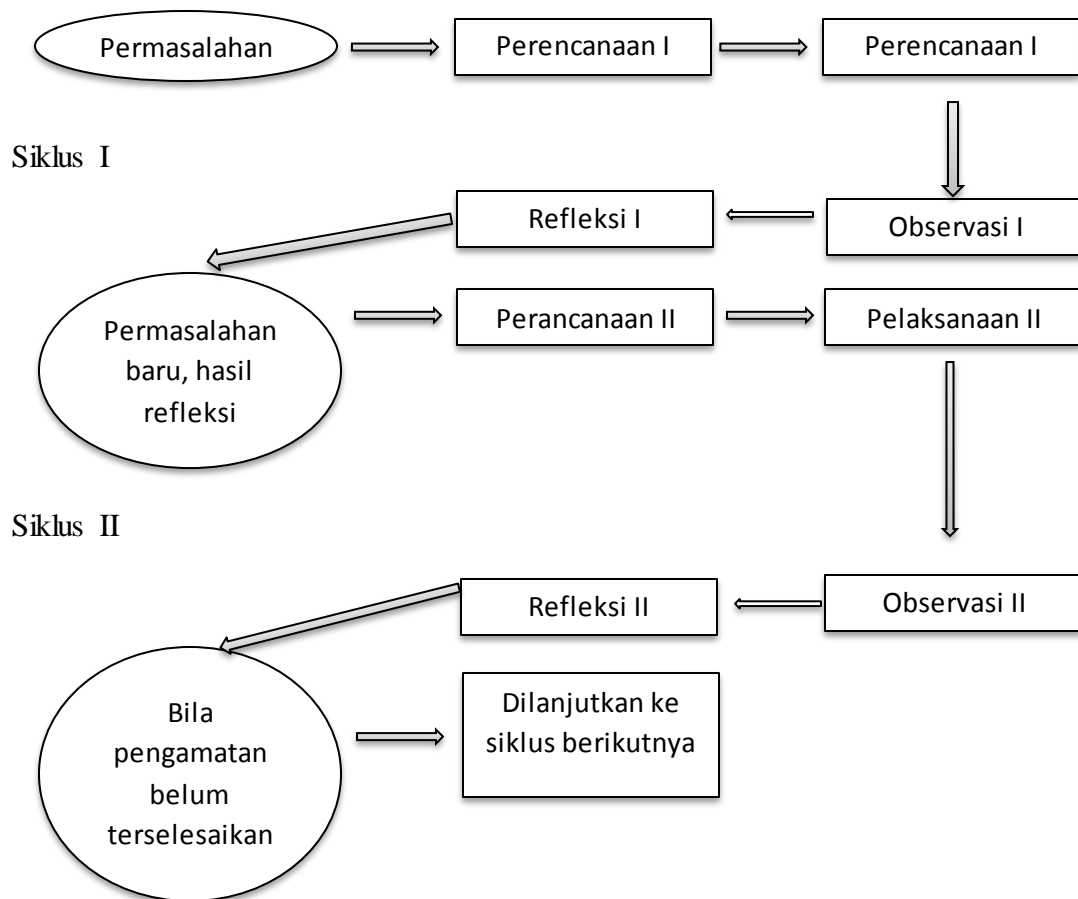 Permasalahan
Perencanaan I
Perencanaan I
Siklus I
Refleksi I
Observasi I
Permasalahan
baru, hasil
refleksi
Perancanaan II
Pelaksanaan II
Siklus II
Refleksi II
Observasi II
Bila
pengamatan
belum
terselesaikan
Dilanjutkan ke
siklus berikutnya